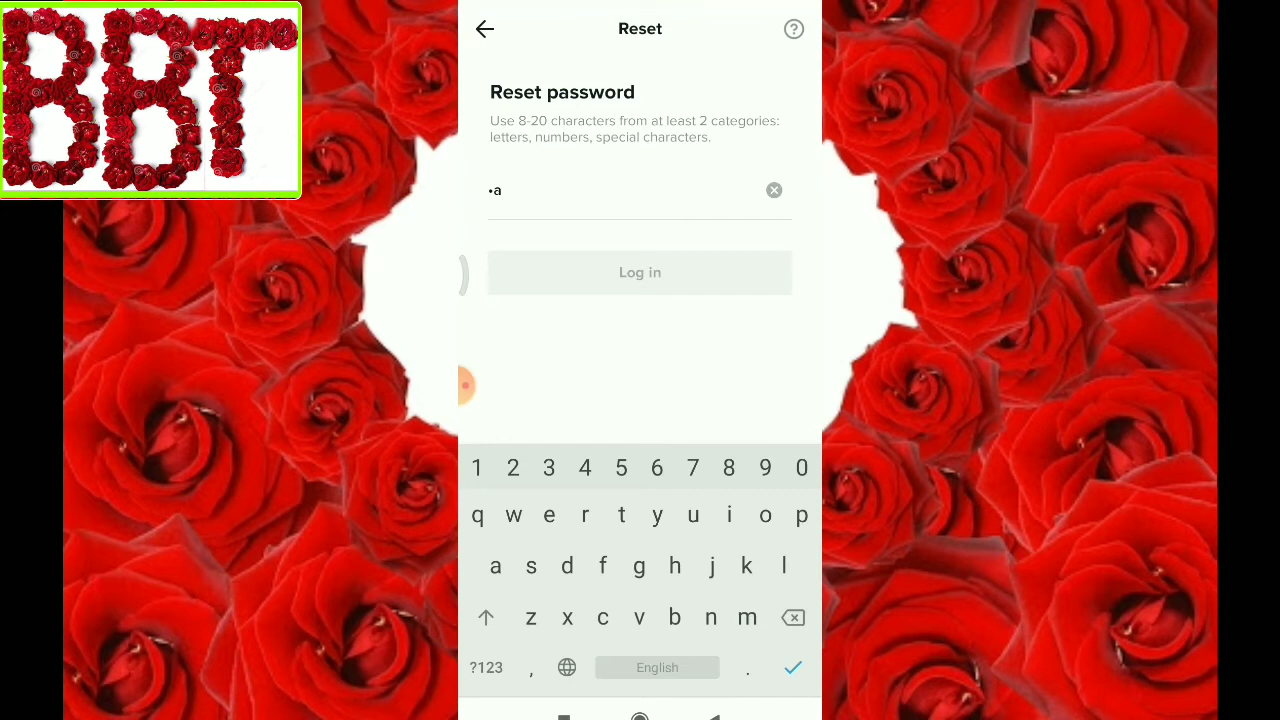 BBT
Reset
Reset password
Use 8-20 characters from at least 2 categories:
letters, numbers, special characters.
•a
Log in
1 2 3 4 5 6 7 8 9 0
q w e r t y u i o p
a s d f g h j k l
z x c v b n m
?123 , English .